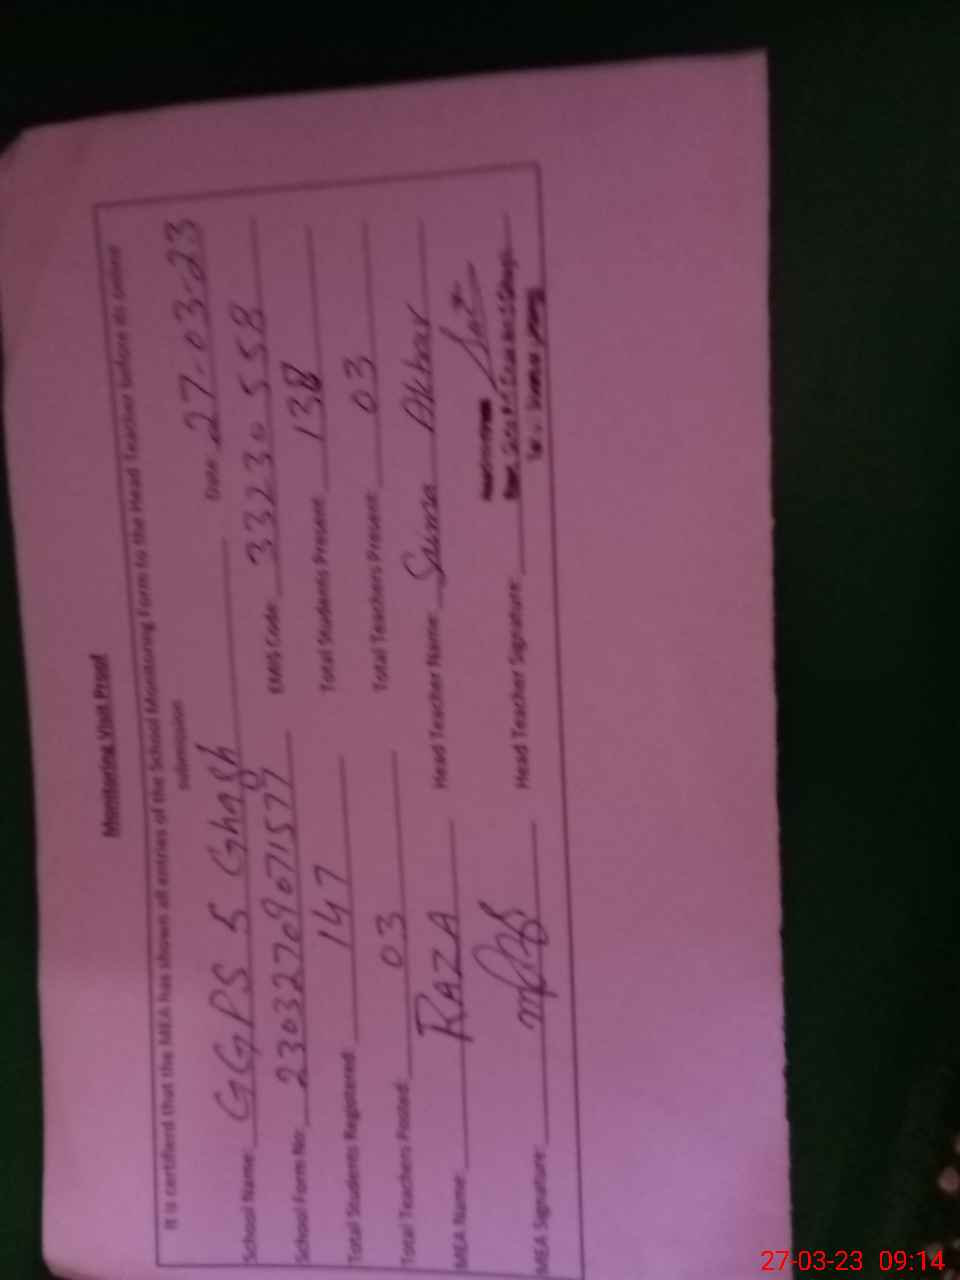 Monitoring Visit Proof
It is certified that the MEA has shown all entries of the School Monitoring Form to the Head Teacher before its online
submission
School Name: GGPS 5 Ghagh Date: 27-03-23
School Form No: 23032709071577 EMIS Code: 33230558
Total Students Registered: 147 Total Students Present: 138
Total Teachers Posted: 03 Total Teachers Present: 03
MEA Name: RAZA Head Teacher Name: Saima Akhtar
MEA Signature: Head Teacher Signature:
27-03-23 09:14